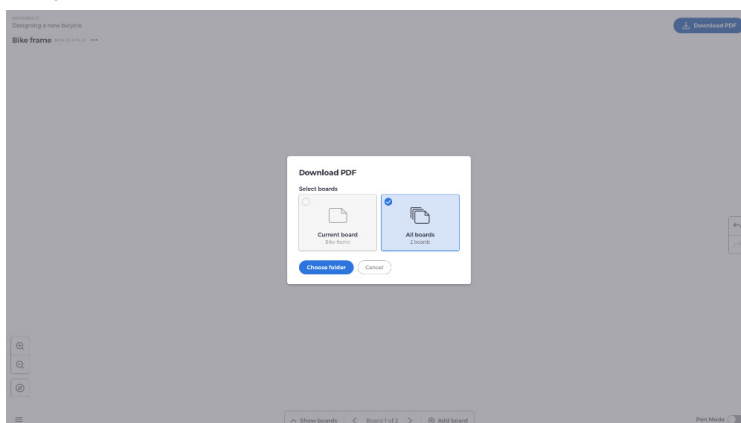 Designing a new bicycle
Bike frame
Download PDF
Download PDF
Select boards
Current board
Bike frame
All boards
2 boards
Choose folder
Cancel
Show boards
Board 1 of 2
Add board
Pen Mode